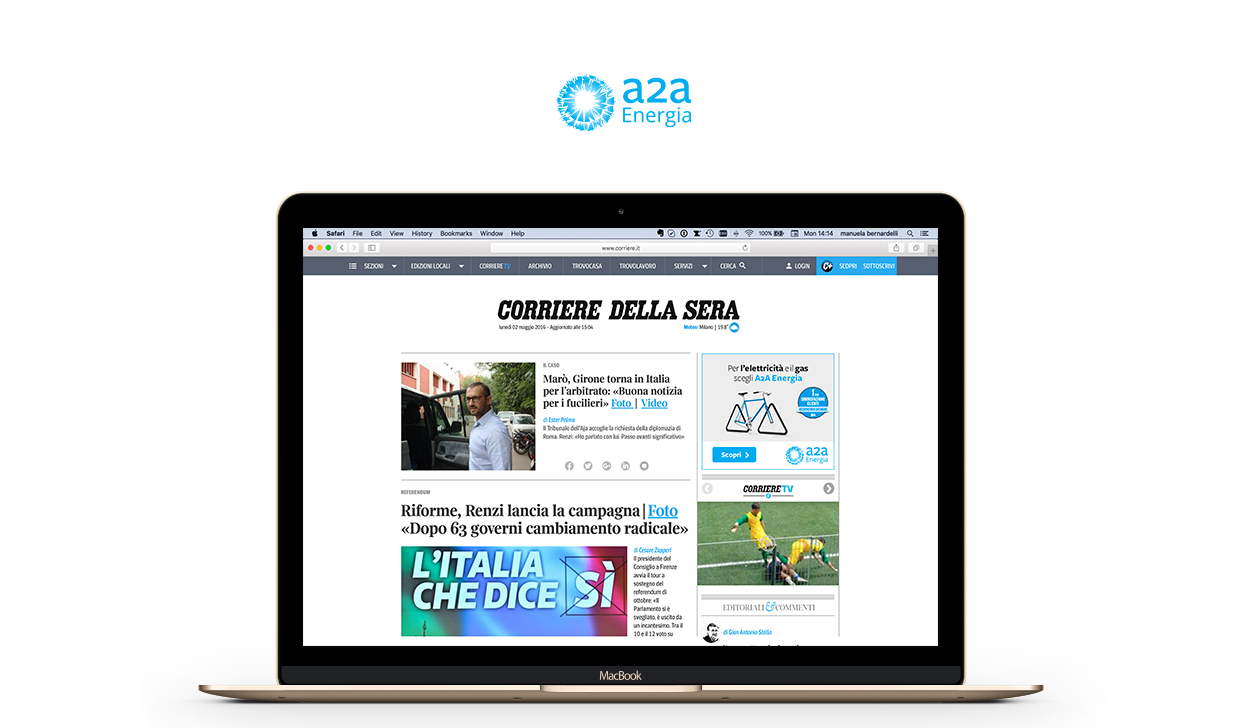 a2a
Energia
Safari File Edit View History Bookmarks Window Help
100% Mon 14:14 manuela bernardelli
www.corriere.it
SEZIONI EDIZIONI LOCALI CORRIERETV ARCHIVIO TROVOCASA TROVOLAVORO SERVIZI CERCA LOGIN C+ SCOPRI SOTTOSCRIVI
CORRIERE DELLA SERA
lunedì 02 maggio 2016 - Aggiornato alle 15:04
Meteo: Milano | 19.8°
IL CASO
Marò, Girone torna in Italia
per l'arbitrato: «Buona notizia
per i fucilieri» Foto | Video
di Ester Palma
Il Tribunale dell'Aja accoglie la richiesta della diplomazia di
Roma. Renzi: «Ho parlato con lui. Passo avanti significativo»
Per l'elettricità e il gas
scegli A2A Energia
Scopri
a2a
Energia
CORRIERETV
REFERENDUM
Riforme, Renzi lancia la campagna | Foto
«Dopo 63 governi cambiamento radicale»
L'ITALIA
CHE DICE SÌ
di Cesare Zapperi
Il presidente del
Consiglio a Firenze
avvia il tour a
sostegno del
referendum di
ottobre: «Il
Parlamento si è
svegliato, è uscito da
un incantesimo. Tra il
10 e il 12 voto su
EDITORIALI & COMMENTI
di Gian Antonio Stella
MacBook